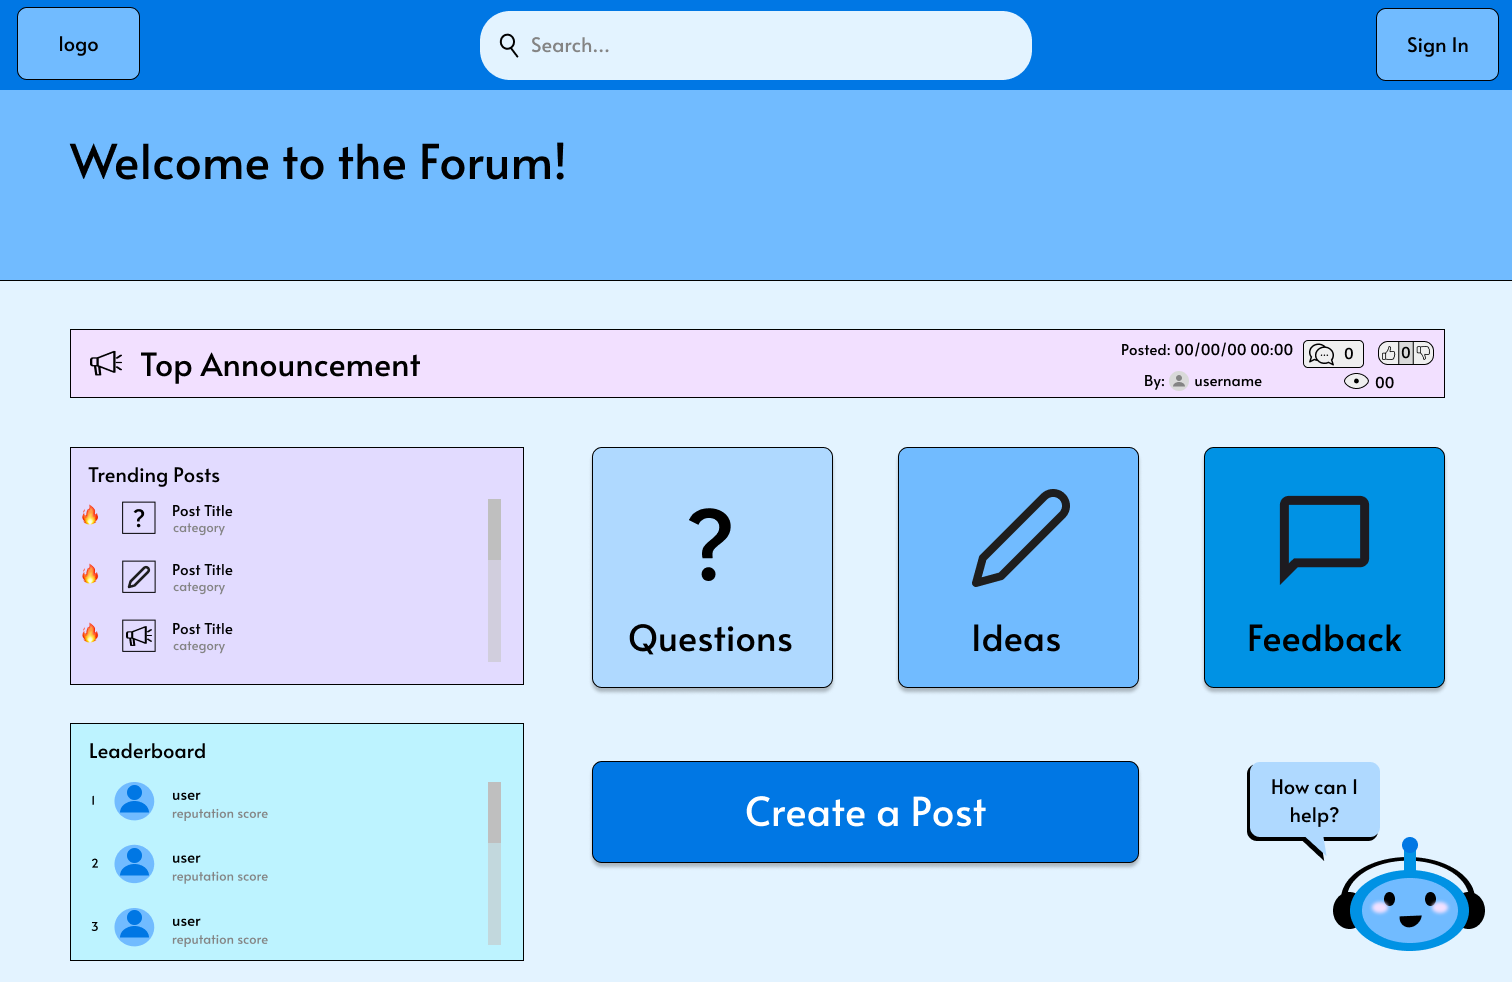 logo
Search...
Sign In
Welcome to the Forum!
Top Announcement
Posted: 00/00/00 00:00
0
0
By: username
00
Trending Posts
?
Post Title
category
Post Title
category
Post Title
category
?
Questions
Ideas
Feedback
Leaderboard
1
user
reputation score
2
user
reputation score
3
user
reputation score
Create a Post
How can I
help?